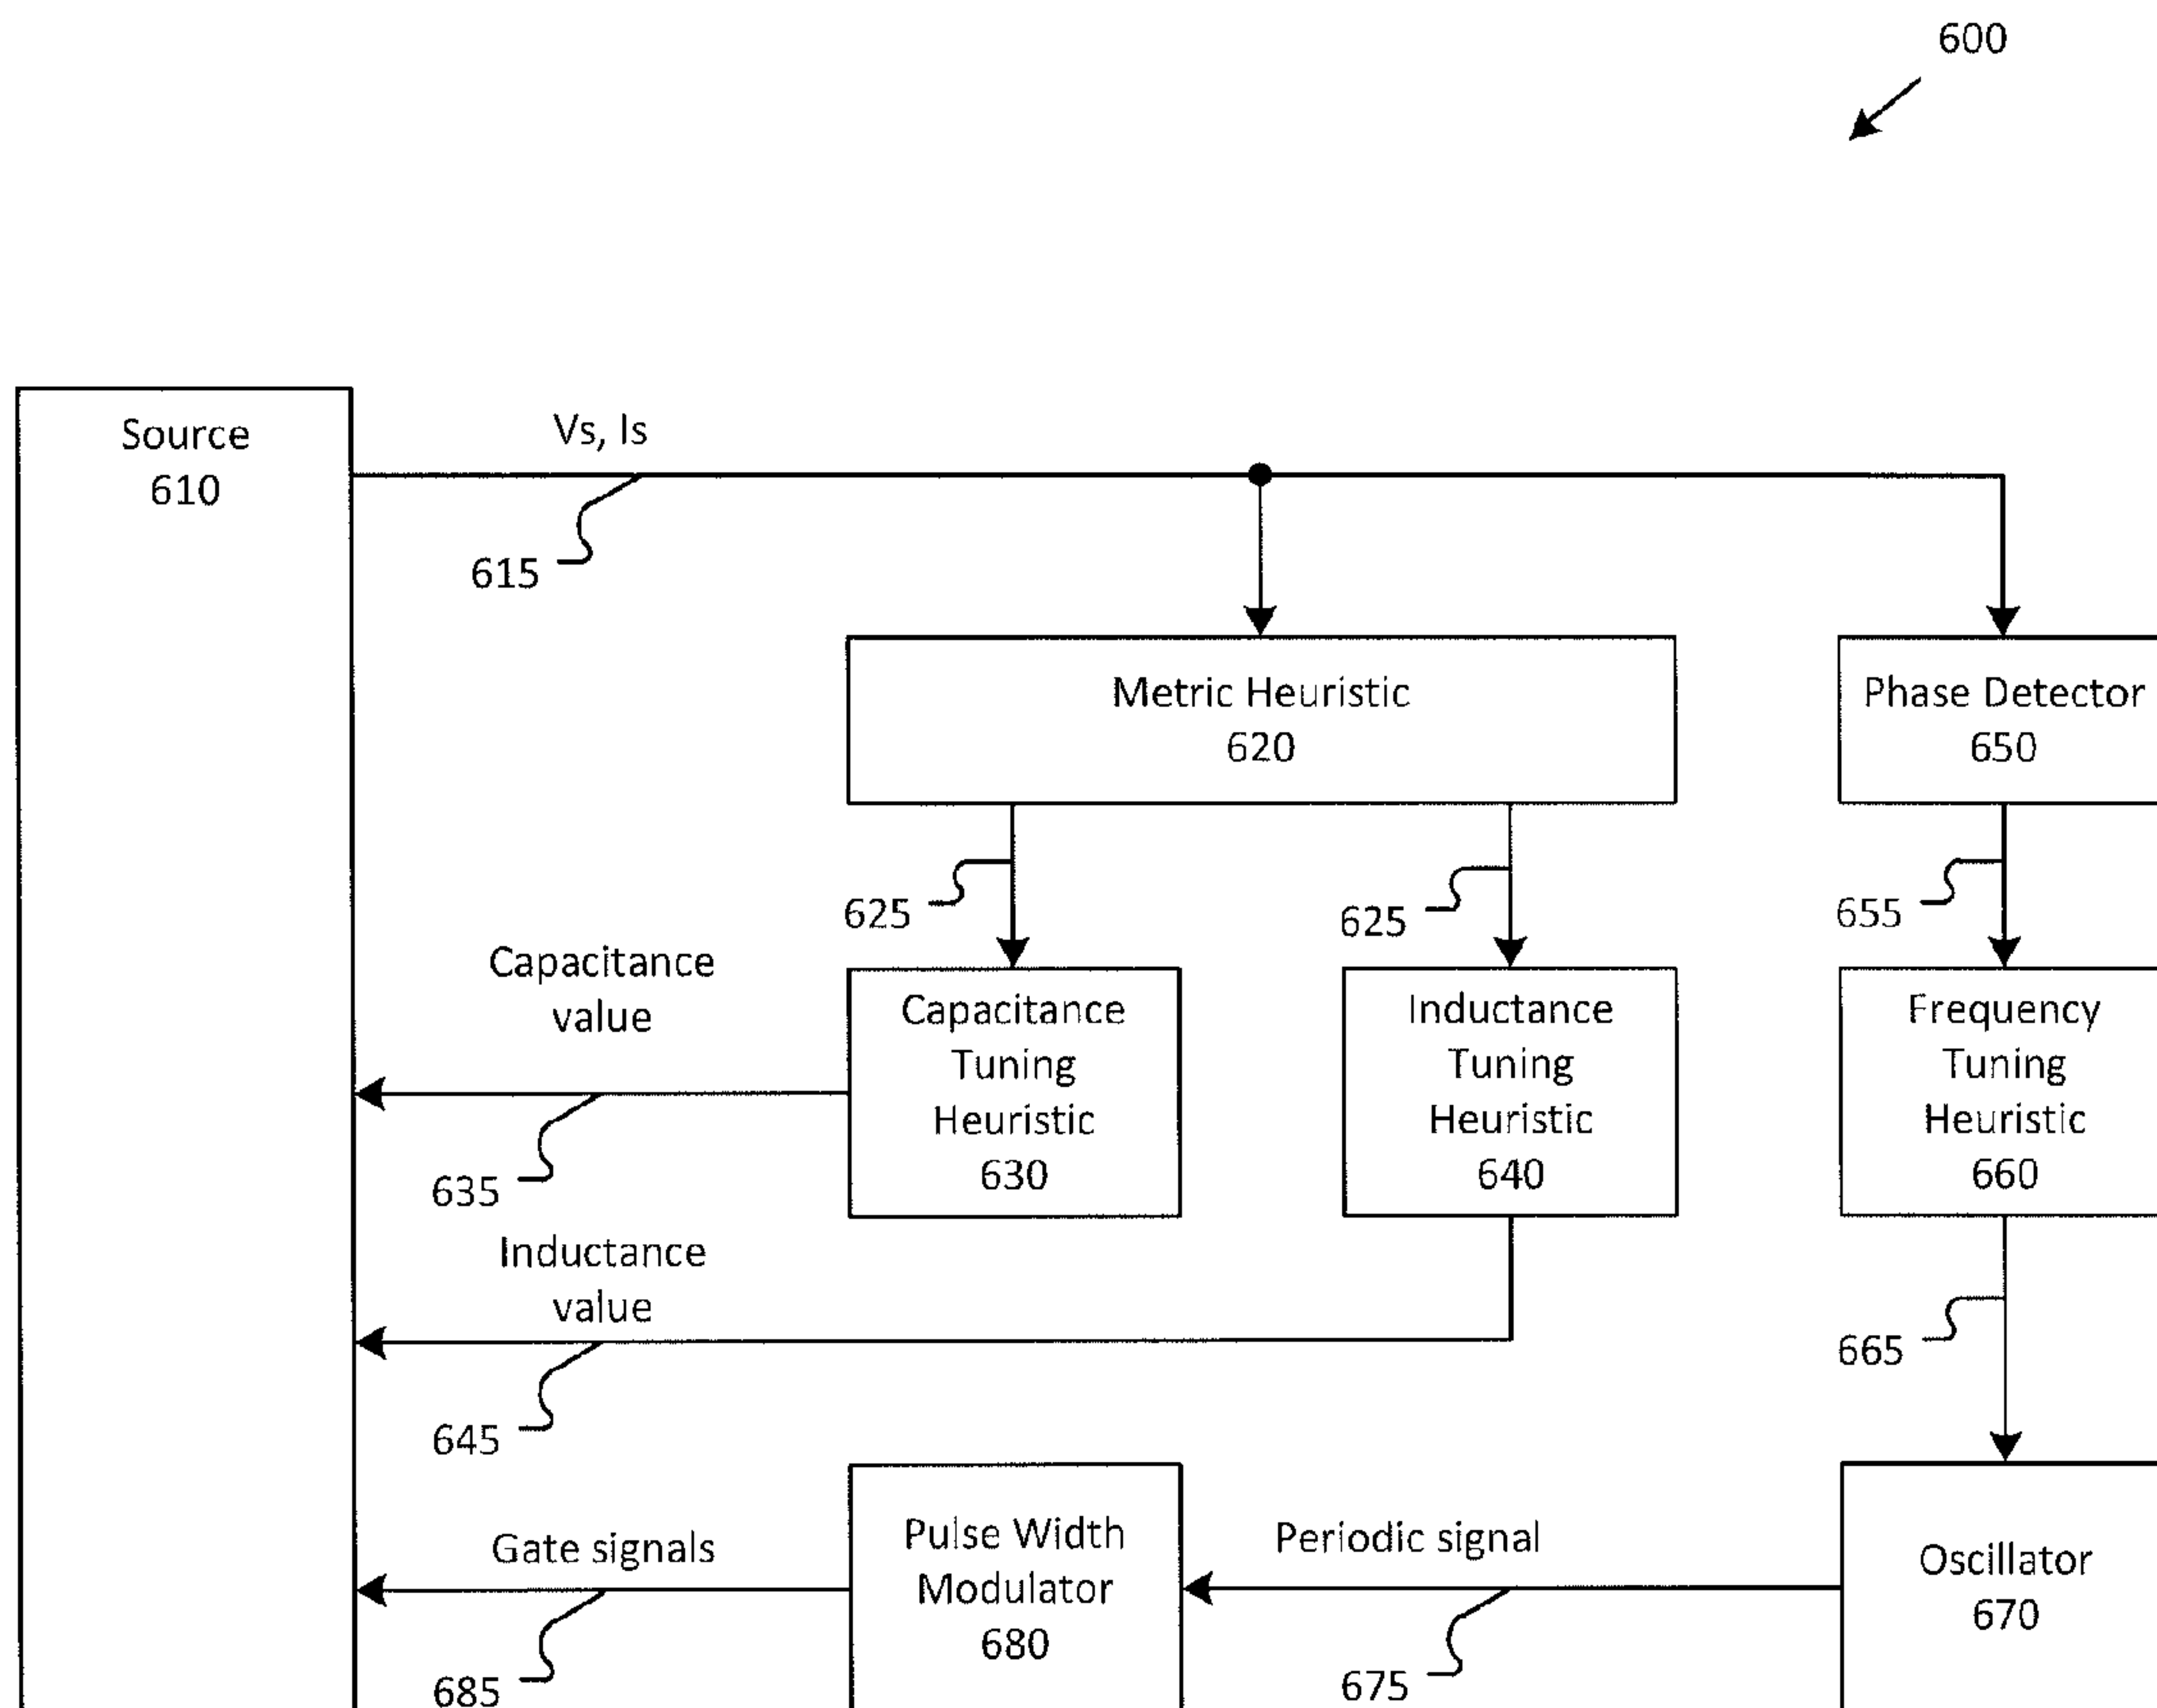 600
Source
610
Vs, Is
615
Metric Heuristic
620
Phase Detector
650
625
625
655
Capacitance
value
Capacitance
Tuning
Heuristic
630
Inductance
Tuning
Heuristic
640
Frequency
Tuning
Heuristic
660
635
Inductance
value
665
645
Gate signals
Pulse Width
Modulator
680
Periodic signal
Oscillator
670
685
675